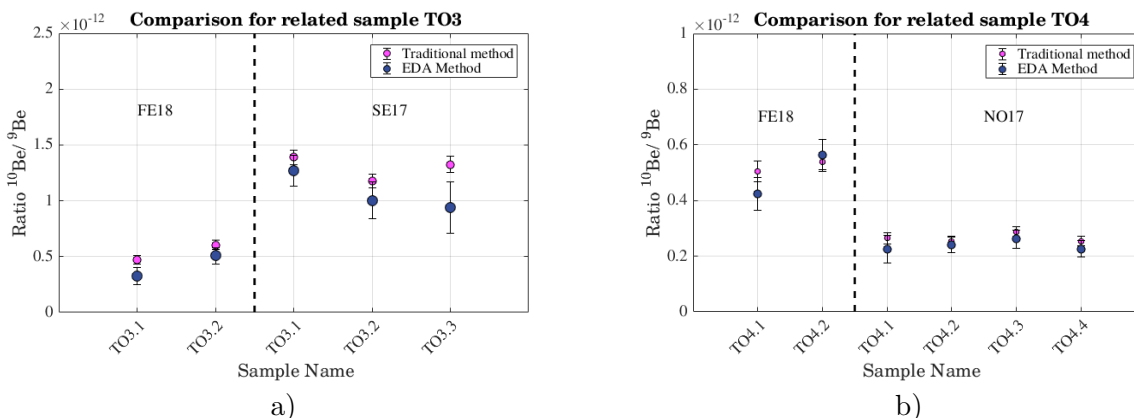 Comparison for related sample TO3
×10⁻¹²
2.5
2
1.5
1
0.5
0
Ratio ¹⁰Be/ ⁹Be
Traditional method
EDA Method
FE18
SE17
TO3.1
TO3.2
TO3.1
TO3.2
TO3.3
Sample Name
a)
Comparison for related sample TO4
×10⁻¹²
1
0.8
0.6
0.4
0.2
0
Ratio ¹⁰Be/ ⁹Be
Traditional method
EDA Method
FE18
NO17
TO4.1
TO4.2
TO4.1
TO4.2
TO4.3
TO4.4
Sample Name
b)